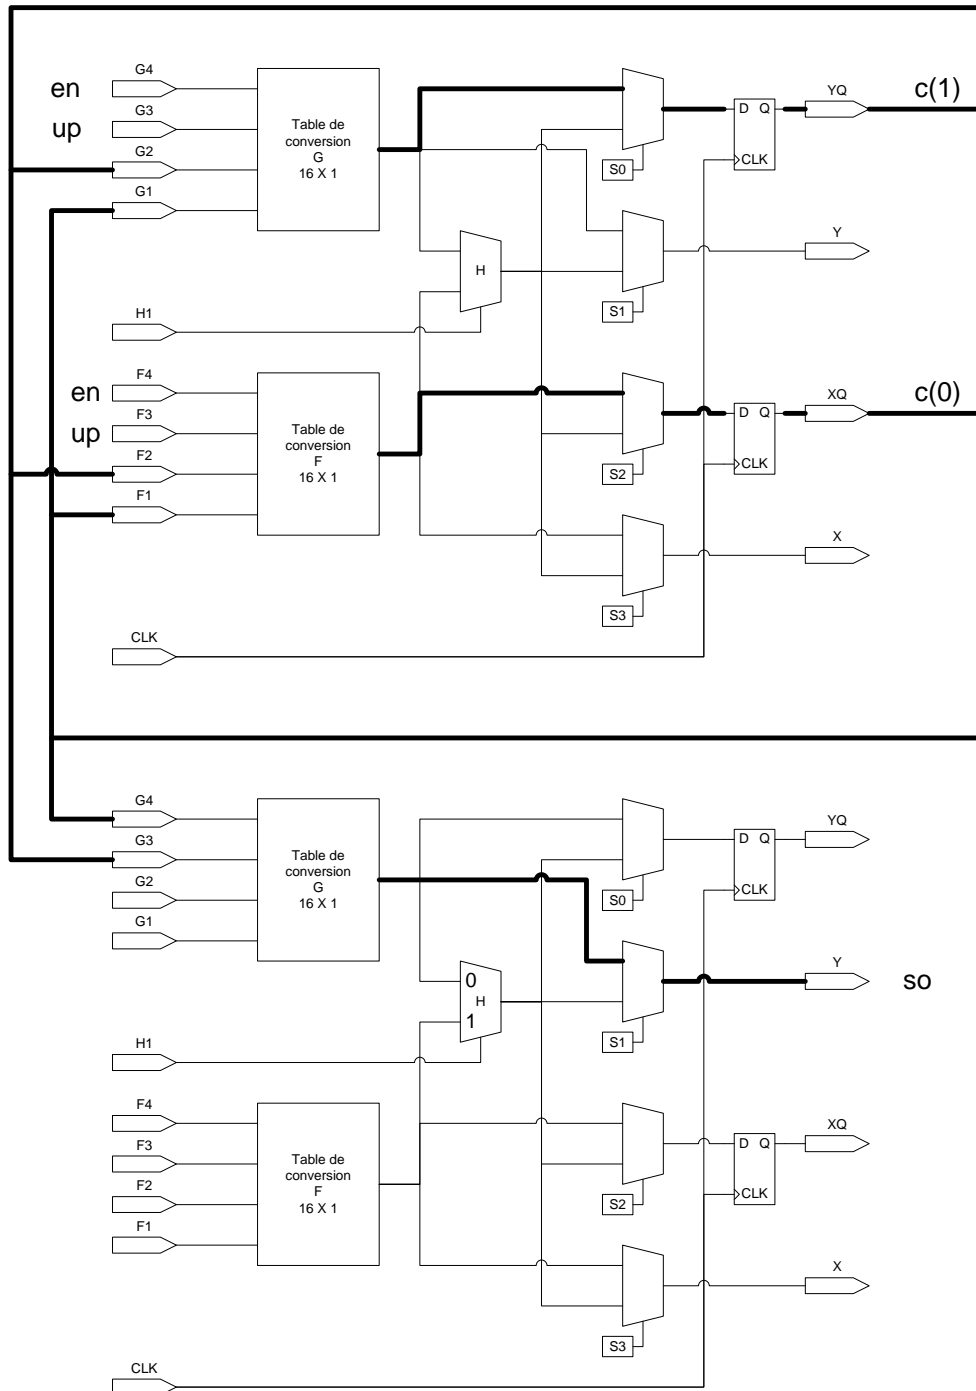 en
G4
up
G3
G2
G1
Table de
conversion
G
16 X 1
S0
D Q
CLK
YQ
c(1)
H
S1
Y
H1
en
F4
up
F3
F2
F1
Table de
conversion
F
16 X 1
S2
D Q
CLK
XQ
c(0)
S3
X
CLK
G4
G3
G2
G1
Table de
conversion
G
16 X 1
S0
D Q
CLK
YQ
0
H
1
S1
Y
so
H1
F4
F3
F2
F1
Table de
conversion
F
16 X 1
S2
D Q
CLK
XQ
S3
X
CLK